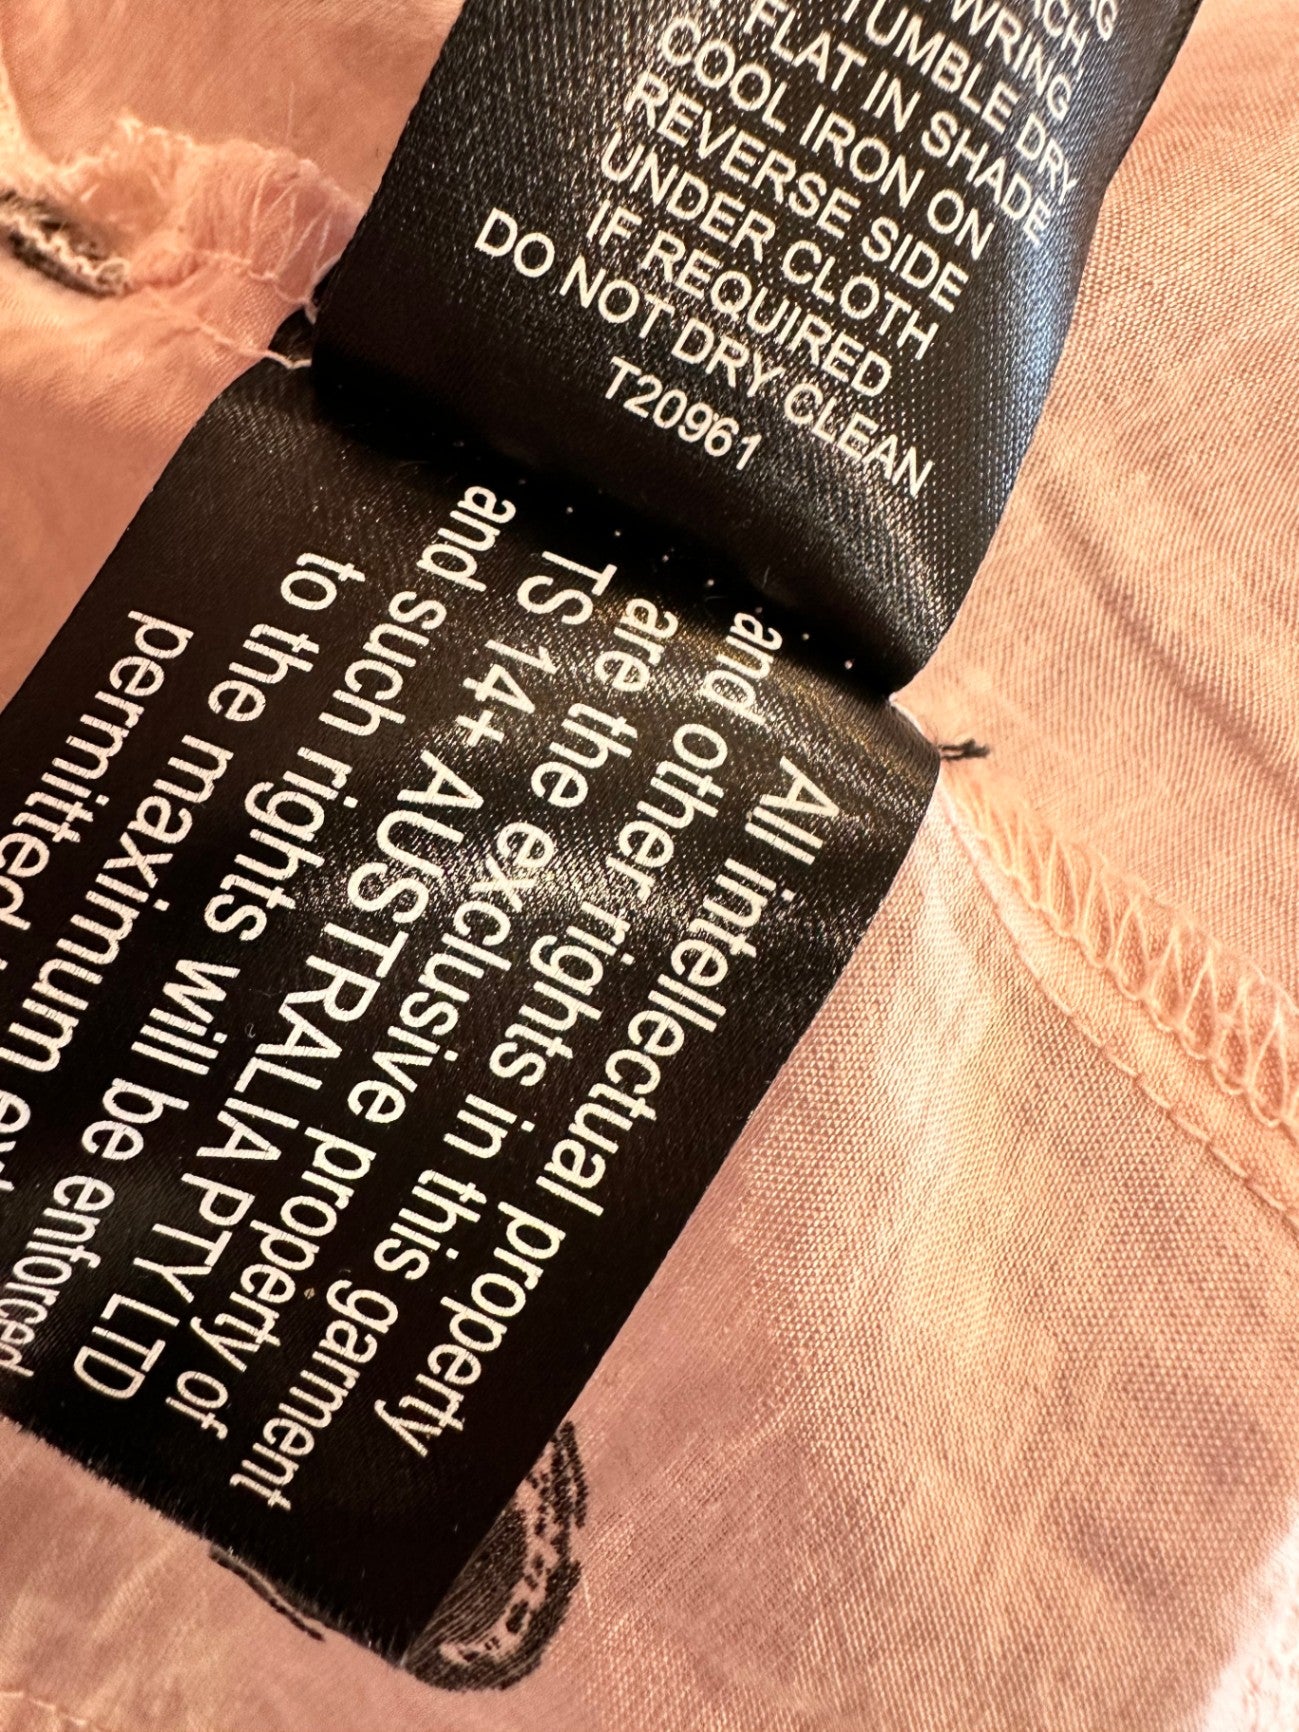 WRING
TUMBLE DRY
FLAT IN SHADE
COOL IRON ON
REVERSE SIDE
UNDER CLOTH
IF REQUIRED
DO NOT DRY CLEAN
T20961
All intellectual property
and other rights in this garment
are the exclusive property of
TS 14+ AUSTRALIA PTY LTD
and such rights will be enforced
to the maximum
permitted